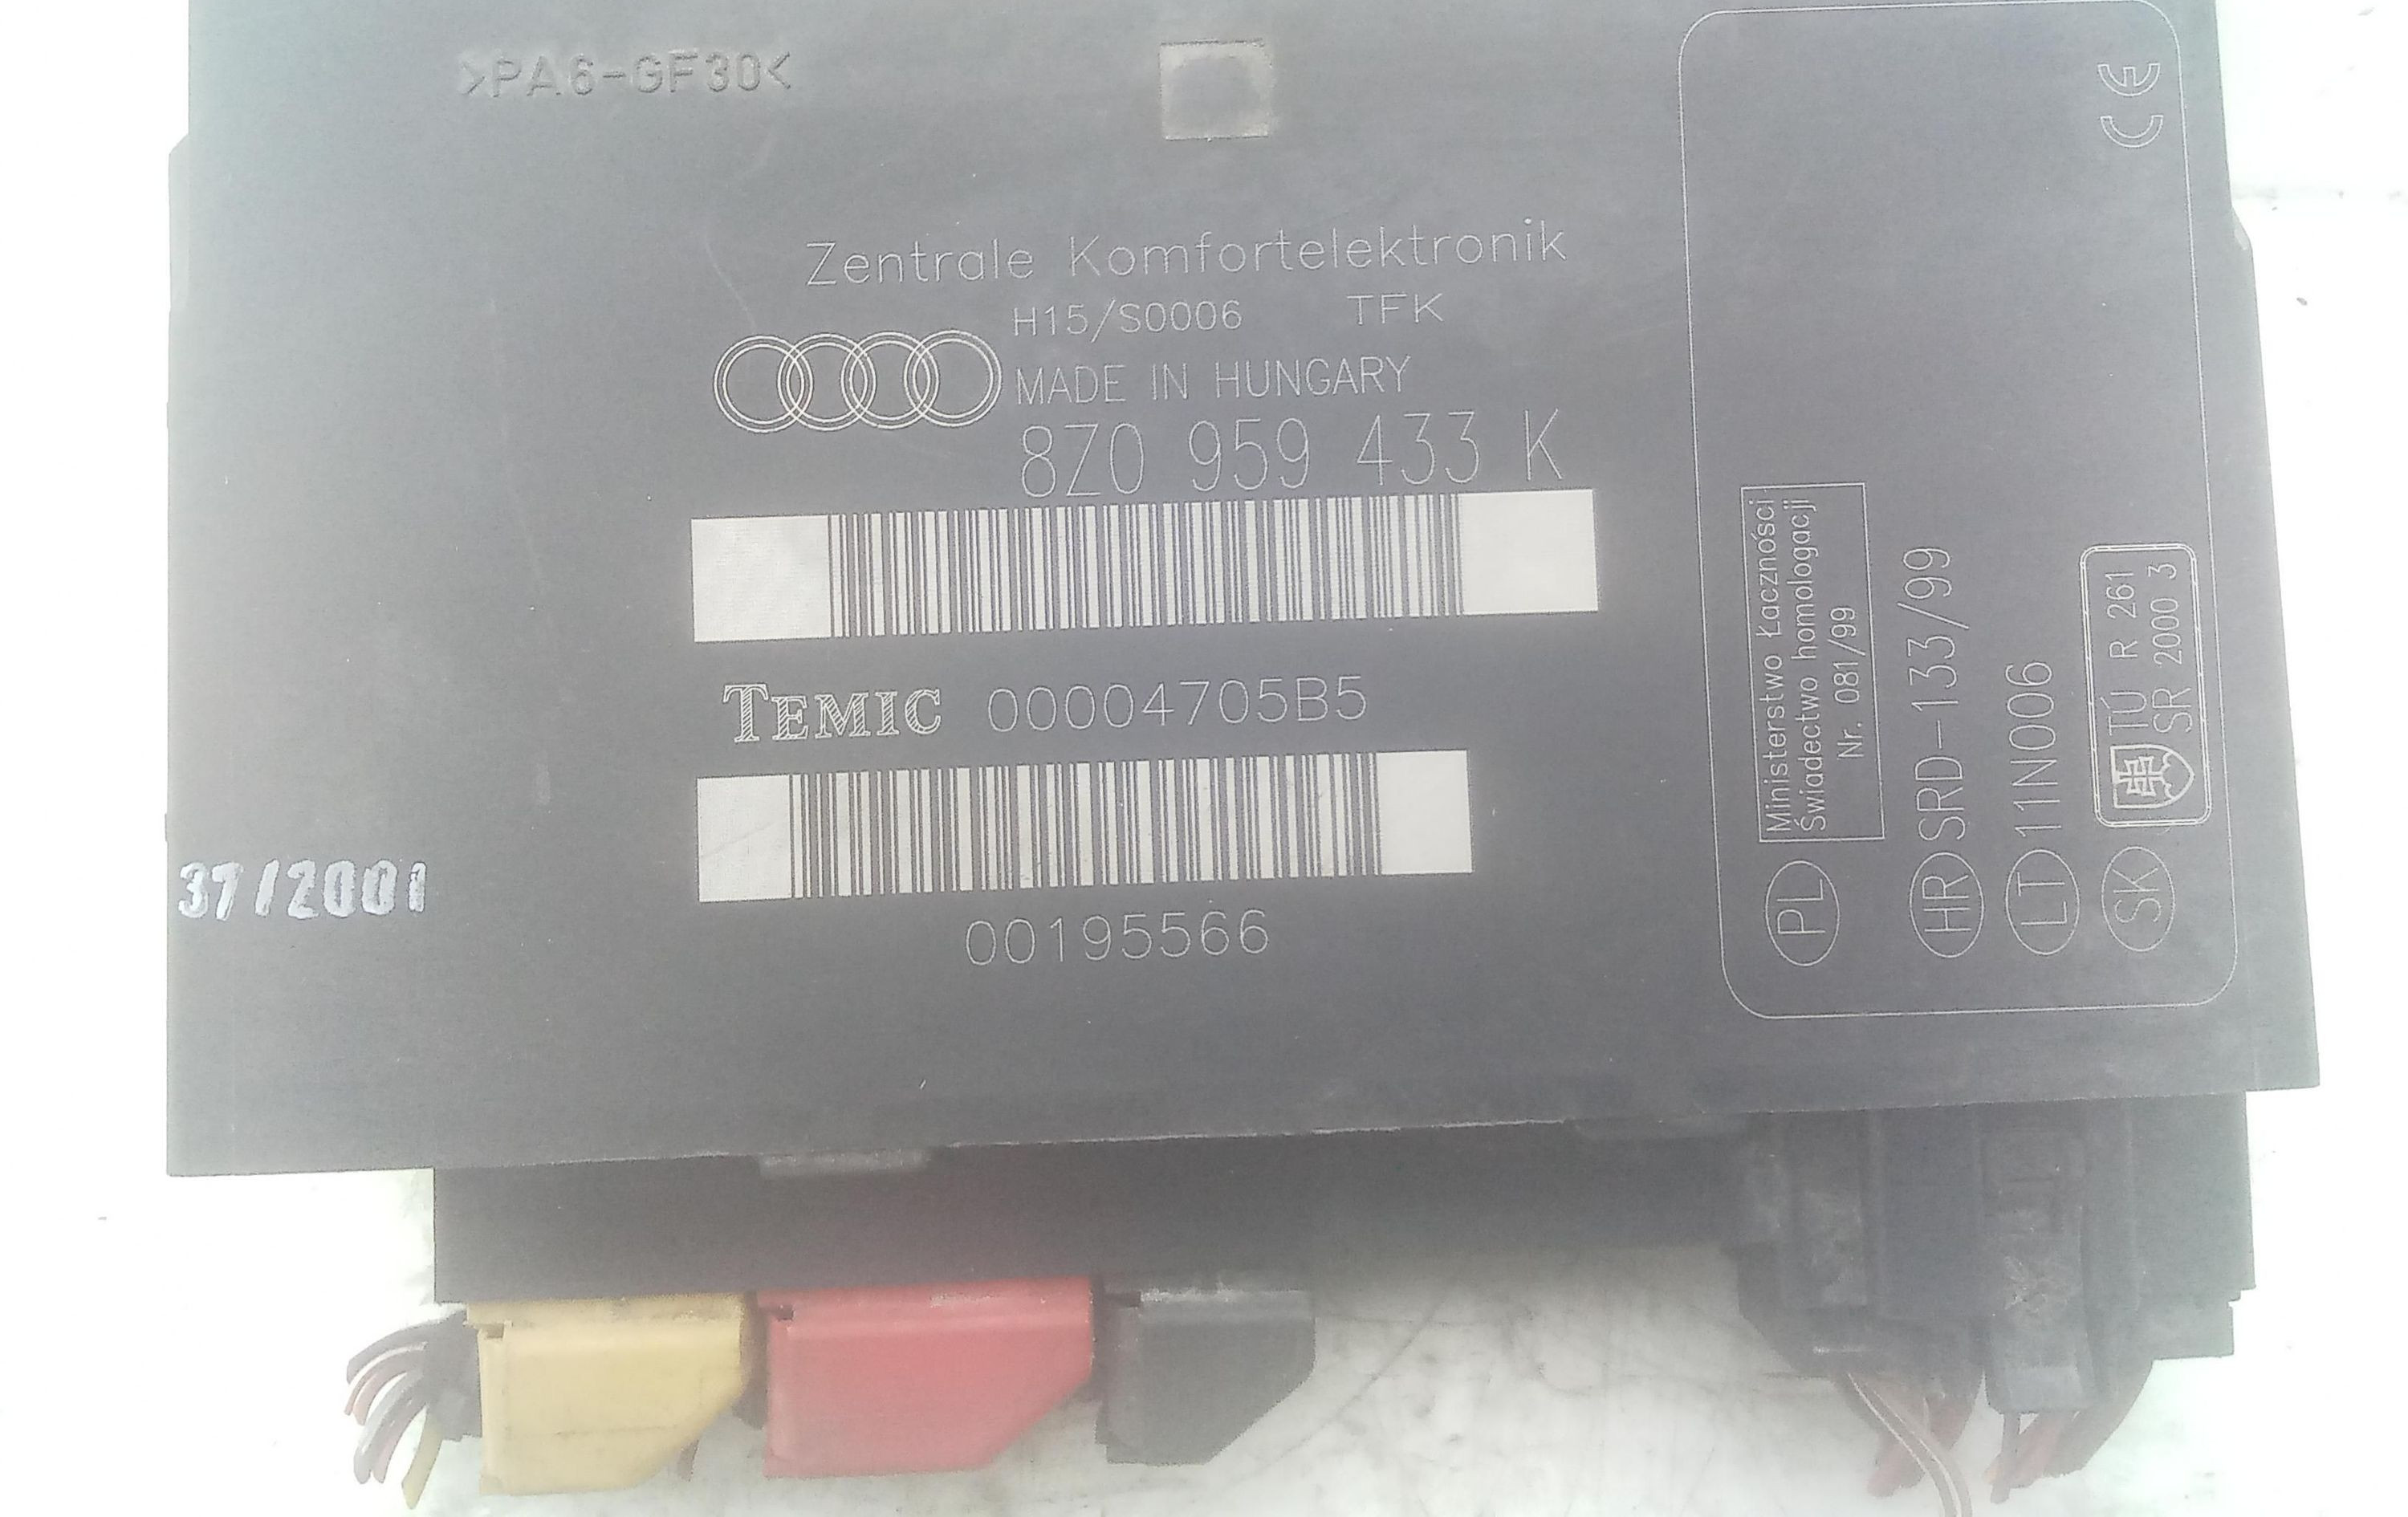 >PA6-GF30<
Zentrale Komfortelektronik
H15/S0006 TFK
MADE IN HUNGARY
8Z0 959 433 K
TEMIC 00004705B5
00195566
37/2001
CE
PL
Ministerstwo Łączności
Świadectwo homologacji
Nr. 081/99
HR SRD-133/99
LT 11N006
SK TÚ R 261
SR 2000 3